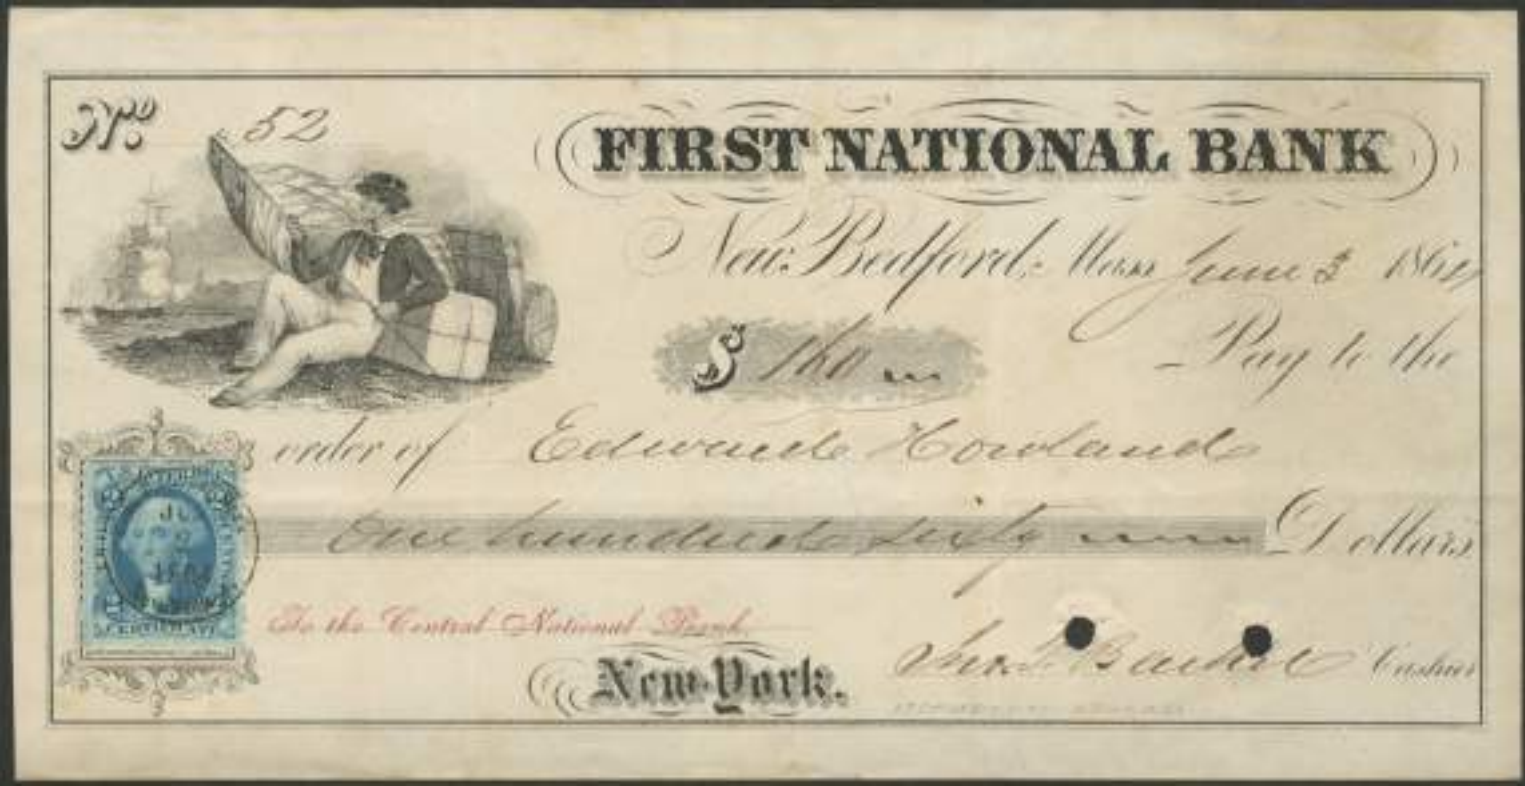 No. 52
FIRST NATIONAL BANK
New Bedford, Mass June 3 1864
$ 160
Pay to the
order of Edward Howland
One hundred sixty Dollars
To the Central National Bank
New-York.
Cashier